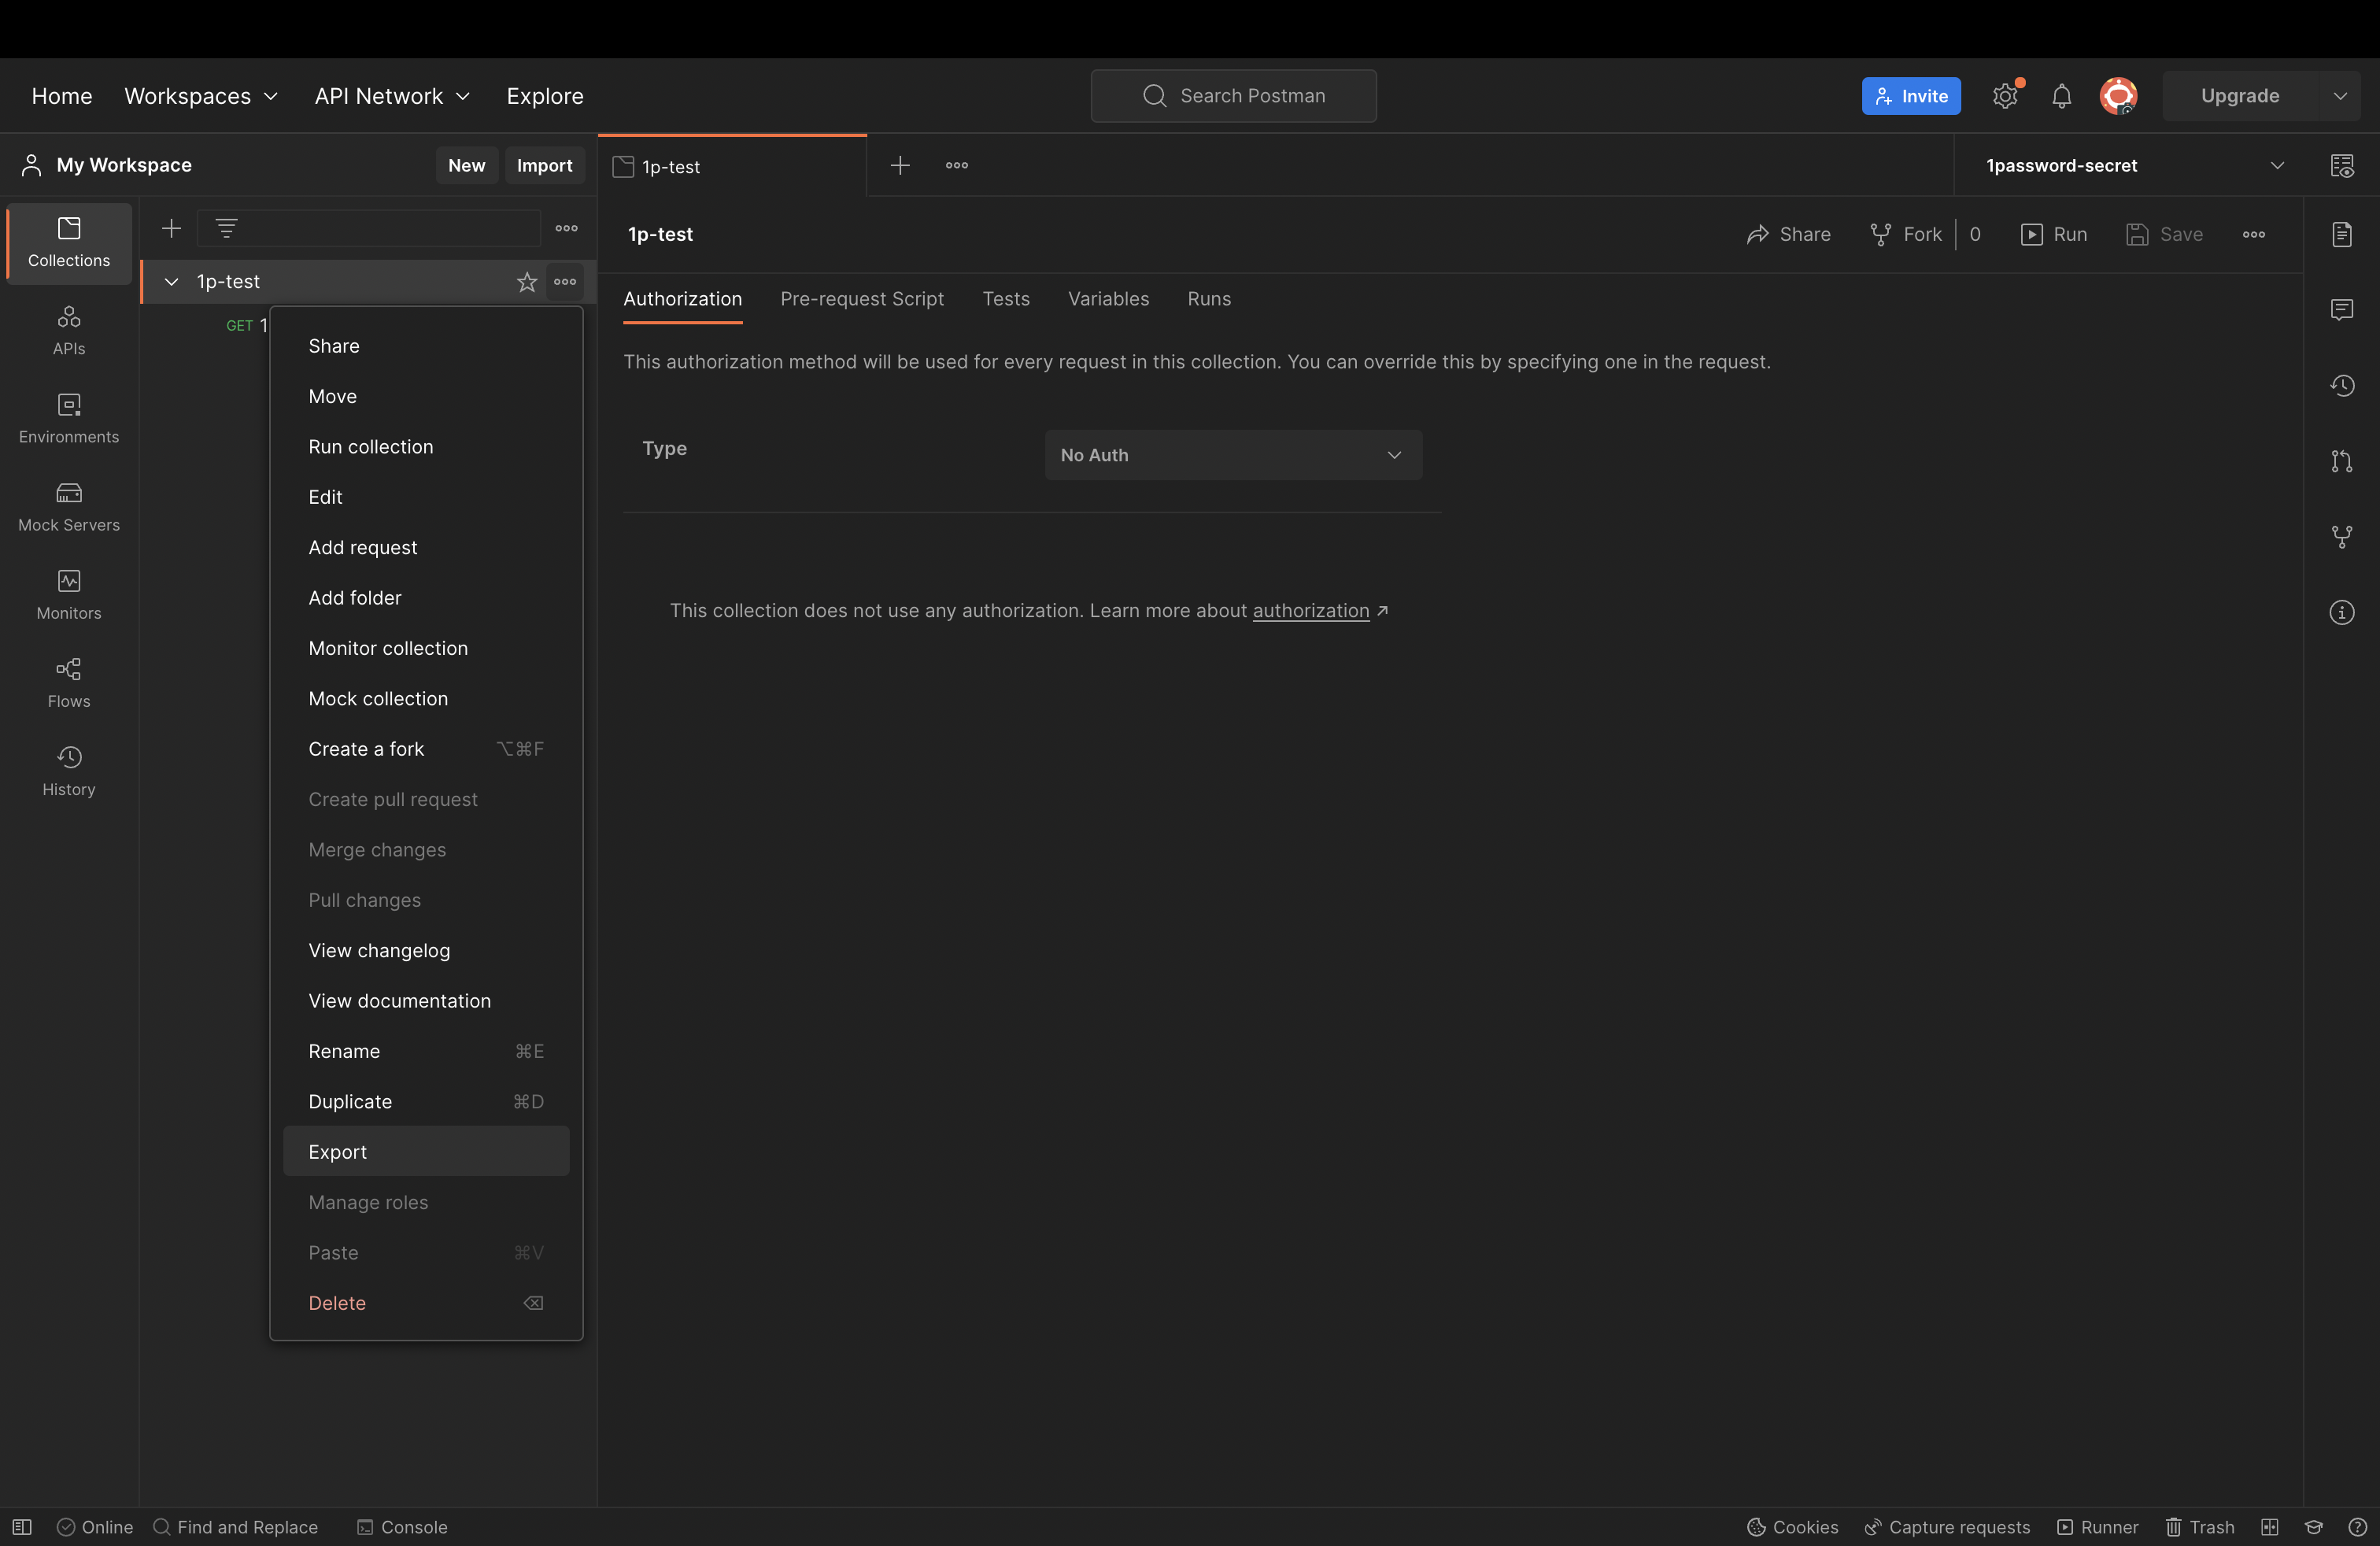 Home Workspaces API Network Explore Search Postman Invite Upgrade
My Workspace New Import 1p-test 1password-secret
1p-test Share Fork 0 Run Save
Collections
1p-test
Authorization Pre-request Script Tests Variables Runs
GET 1
APIs
Share
This authorization method will be used for every request in this collection. You can override this by specifying one in the request.
Move
Environments
Run collection
Type No Auth
Edit
Mock Servers
Add request
Add folder
Monitors
This collection does not use any authorization. Learn more about authorization ↗
Monitor collection
Flows
Mock collection
Create a fork ⌥⌘F
History
Create pull request
Merge changes
Pull changes
View changelog
View documentation
Rename ⌘E
Duplicate ⌘D
Export
Manage roles
Paste ⌘V
Delete ⌫
Online Find and Replace Console Cookies Capture requests Runner Trash